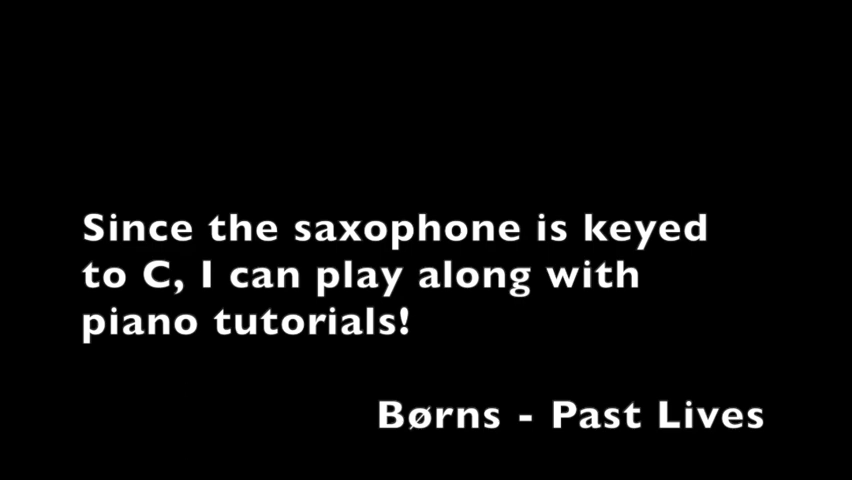 Since the saxophone is keyed
to C, I can play along with
piano tutorials!
Børns - Past Lives